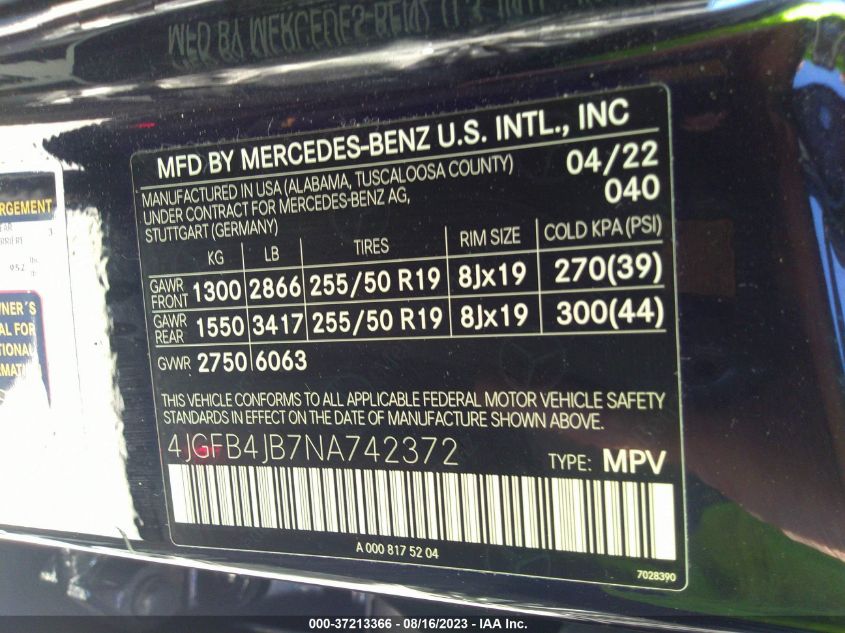 MFD BY MERCEDES-BENZ U.S. INTL., INC
MANUFACTURED IN USA (ALABAMA, TUSCALOOSA COUNTY) 04/22
UNDER CONTRACT FOR MERCEDES-BENZ AG, 040
STUTTGART (GERMANY)
KG LB TIRES RIM SIZE COLD KPA (PSI)
GAWR FRONT 1300 2866 255/50 R19 8Jx19 270(39)
GAWR REAR 1550 3417 255/50 R19 8Jx19 300(44)
GVWR 2750 6063
THIS VEHICLE CONFORMS TO ALL APPLICABLE FEDERAL MOTOR VEHICLE SAFETY
STANDARDS IN EFFECT ON THE DATE OF MANUFACTURE SHOWN ABOVE.
4JGFB4JB7NA742372 TYPE: MPV
A 000 817 52 04
7028390
000-37213366 - 08/16/2023 - IAA Inc.